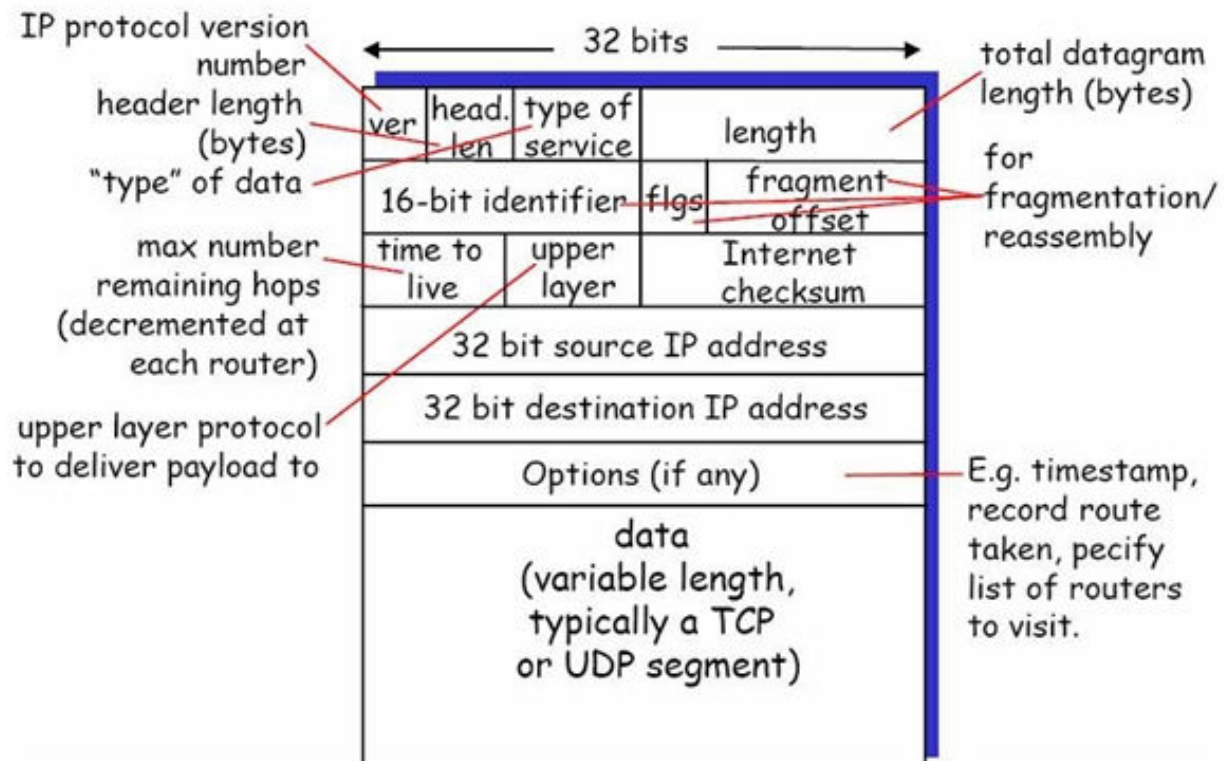 IP protocol version
number
header length
(bytes)
"type" of data
max number
remaining hops
(decremented at
each router)
upper layer protocol
to deliver payload to
32 bits
ver
head.
len
type of
service
length
16-bit identifier
flgs
fragment
offset
time to
live
upper
layer
Internet
checksum
32 bit source IP address
32 bit destination IP address
Options (if any)
data
(variable length,
typically a TCP
or UDP segment)
total datagram
length (bytes)
for
fragmentation/
reassembly
E.g. timestamp,
record route
taken, pecify
list of routers
to visit.